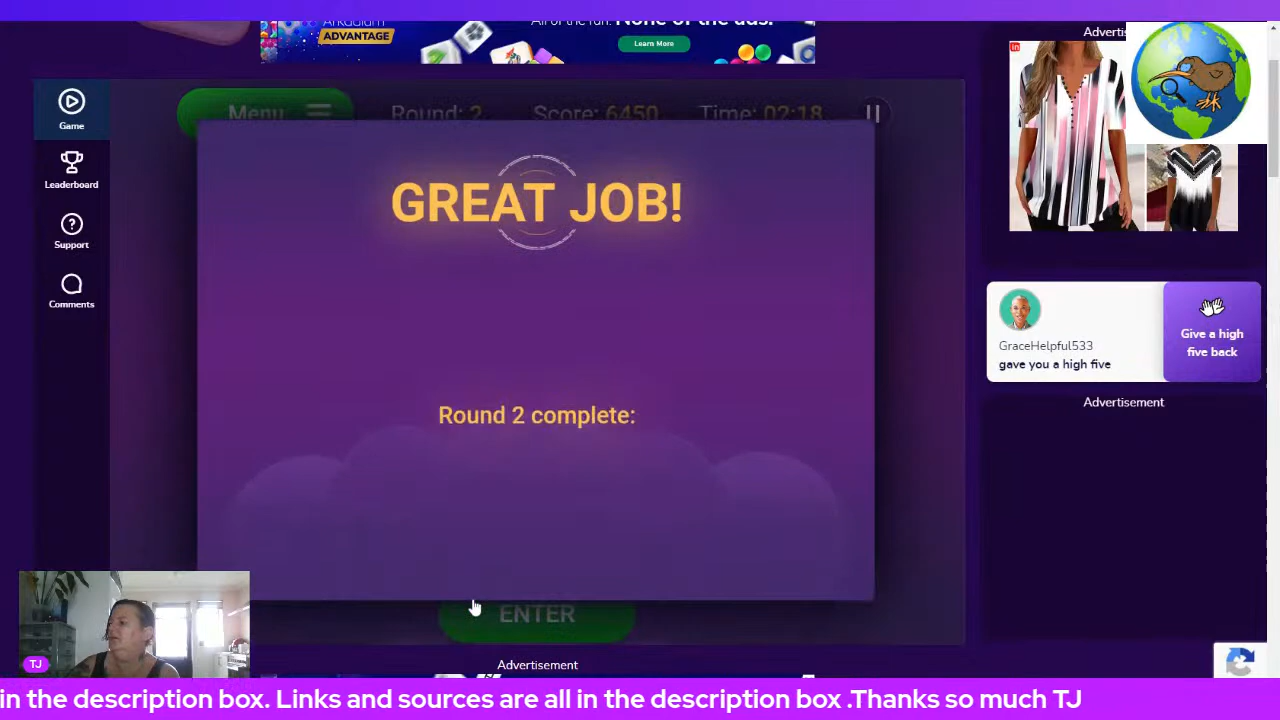 Arkadium
ADVANTAGE
All of the fun. None of the ads.
Learn More
Advertis
in
Game
Leaderboard
Support
Comments
Menu
Round: 2
Score: 6450
Time: 02:18
GREAT JOB!
Round 2 complete:
ENTER
GraceHelpful533
gave you a high five
Give a high
five back
Advertisement
Advertisement
TJ
in the description box. Links and sources are all in the description box .Thanks so much TJ